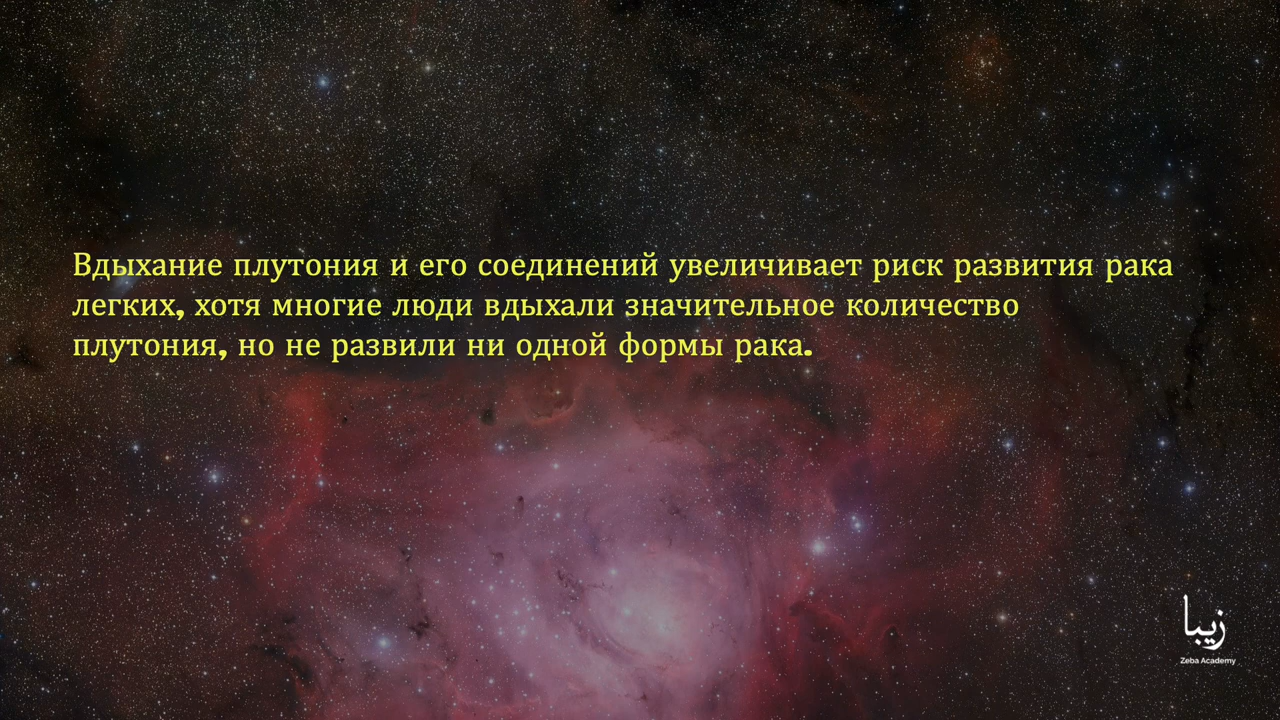 Вдыхание плутония и его соединений увеличивает риск развития рака
легких, хотя многие люди вдыхали значительное количество
плутония, но не развили ни одной формы рака.
زیبا
Zeba Academy